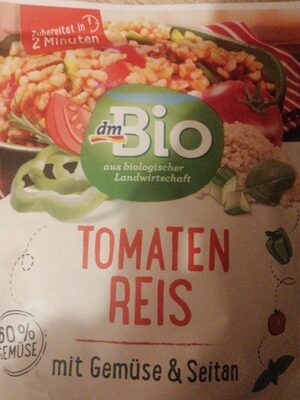 Zubereitet in
2 Minuten
dm Bio
aus biologischer
Landwirtschaft
TOMATEN
REIS
60%
GEMÜSE
mit Gemüse & Seitan